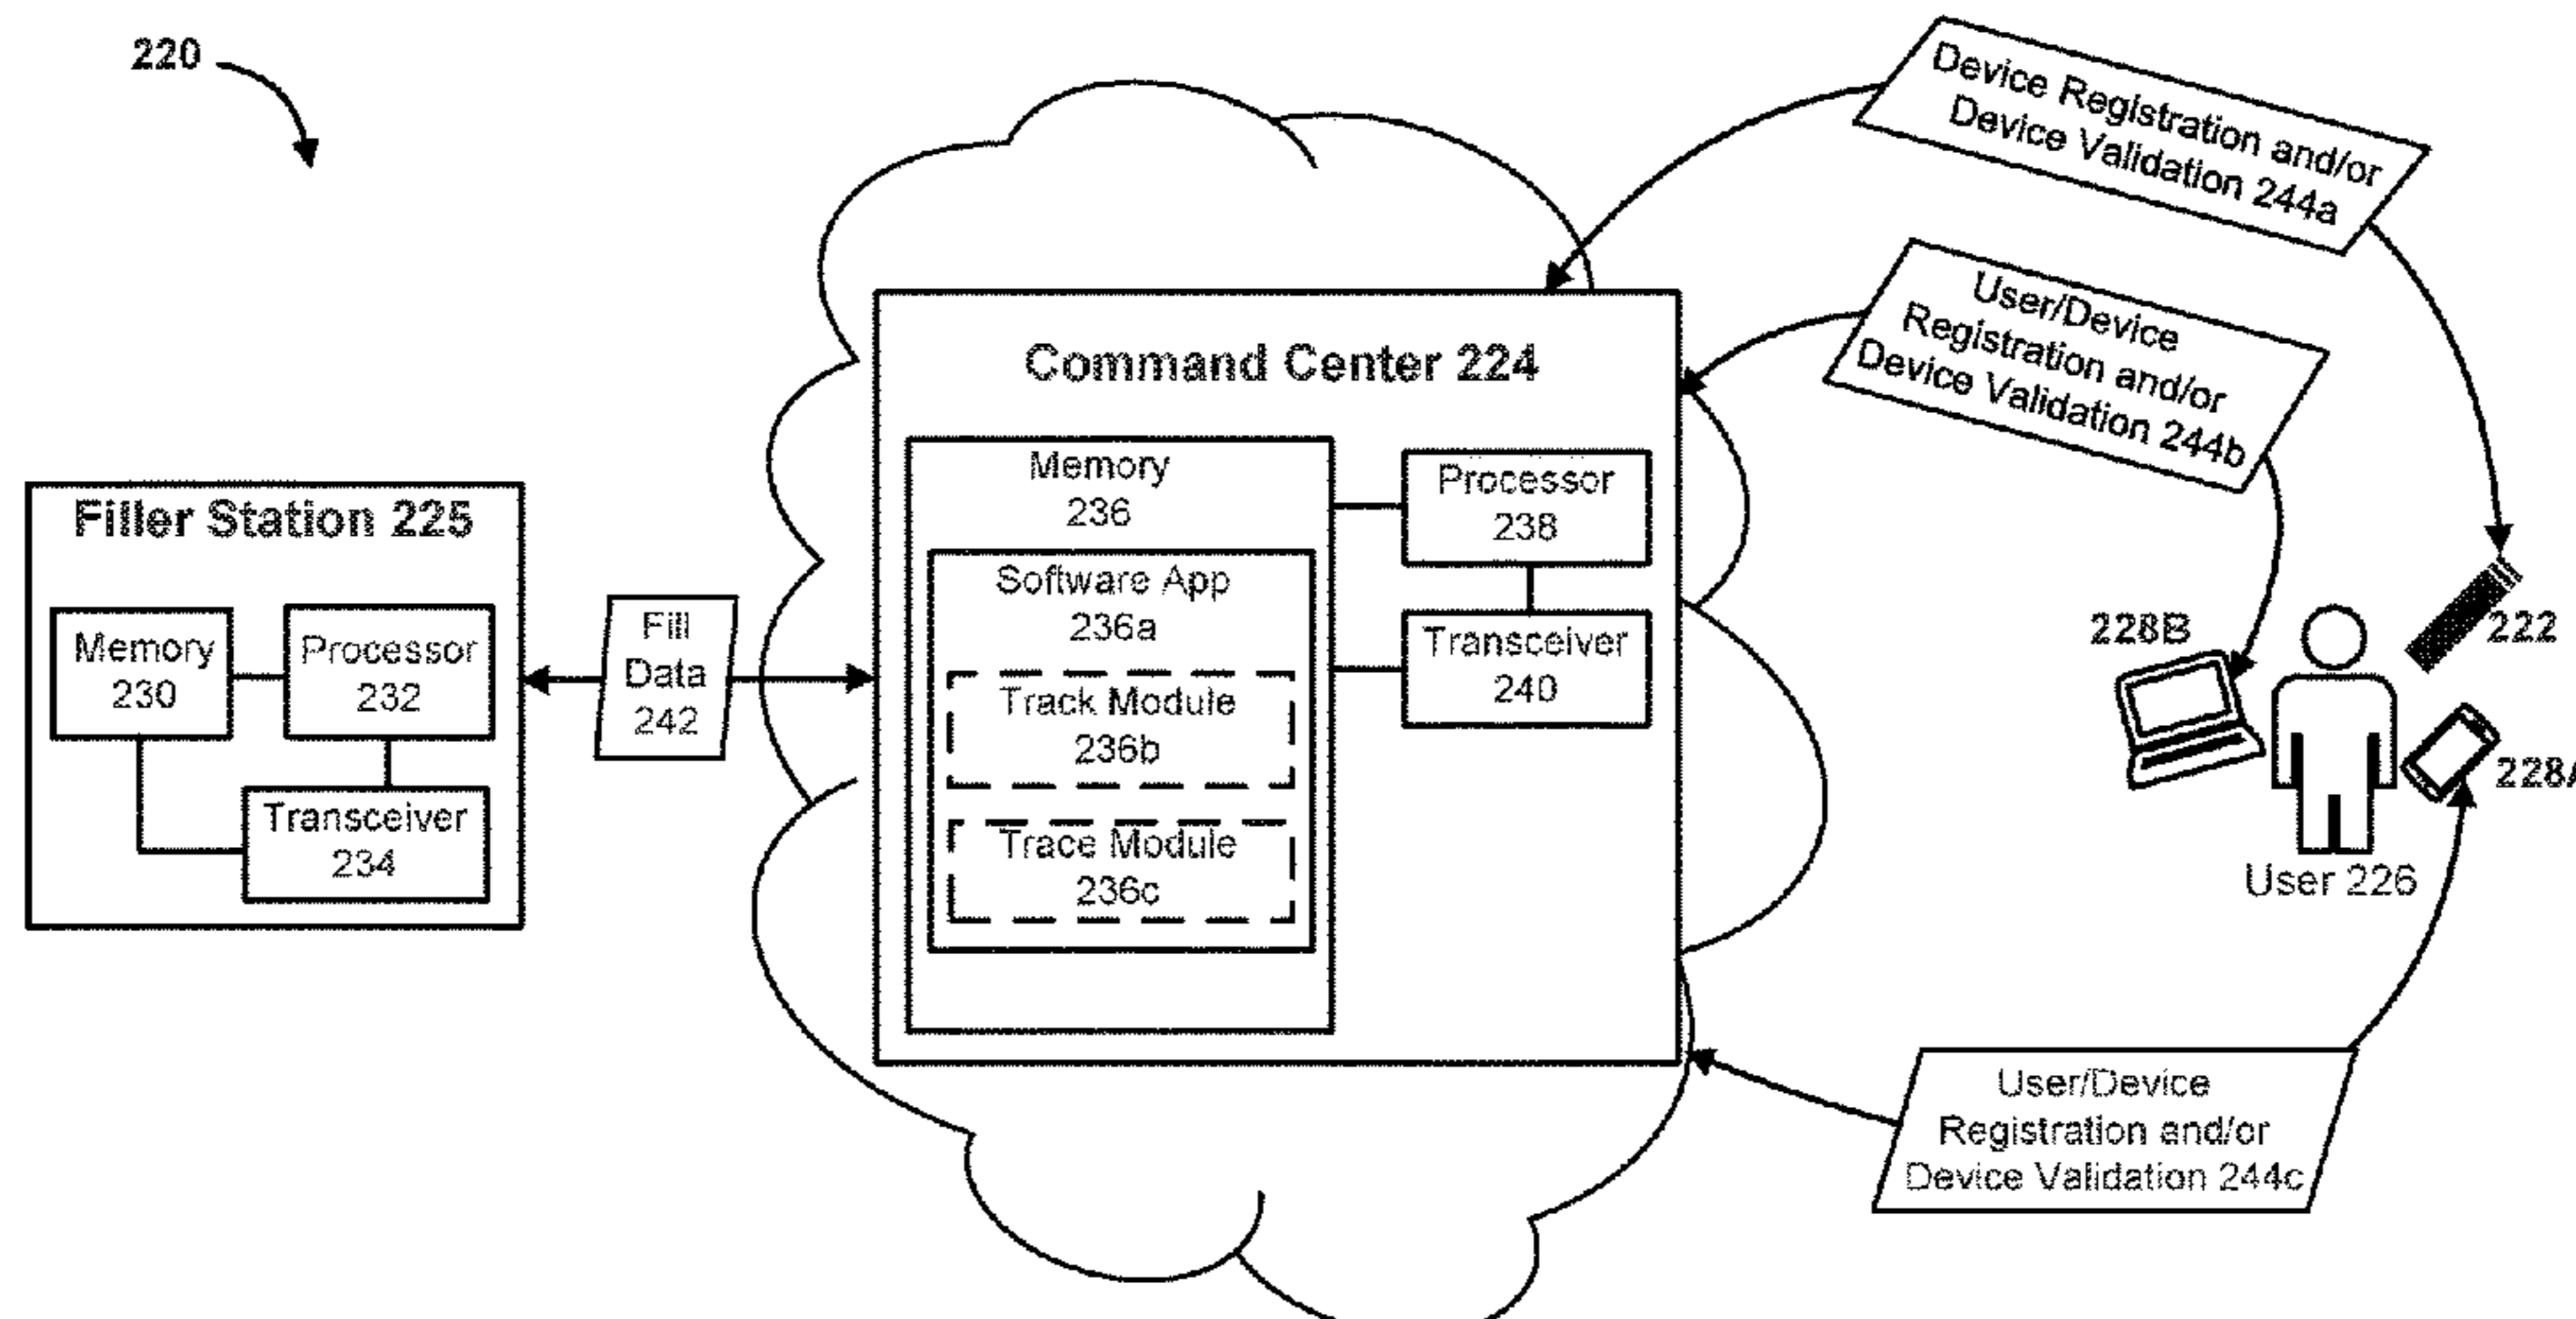 220
Filler Station 225
Memory
230
Processor
232
Transceiver
234
Fill
Data
242
Command Center 224
Memory
236
Software App
236a
Track Module
236b
Trace Module
236c
Processor
238
Transceiver
240
Device Registration and/or
Device Validation 244a
User/Device
Registration and/or
Device Validation 244b
228B
222
228A
User 226
User/Device
Registration and/or
Device Validation 244c